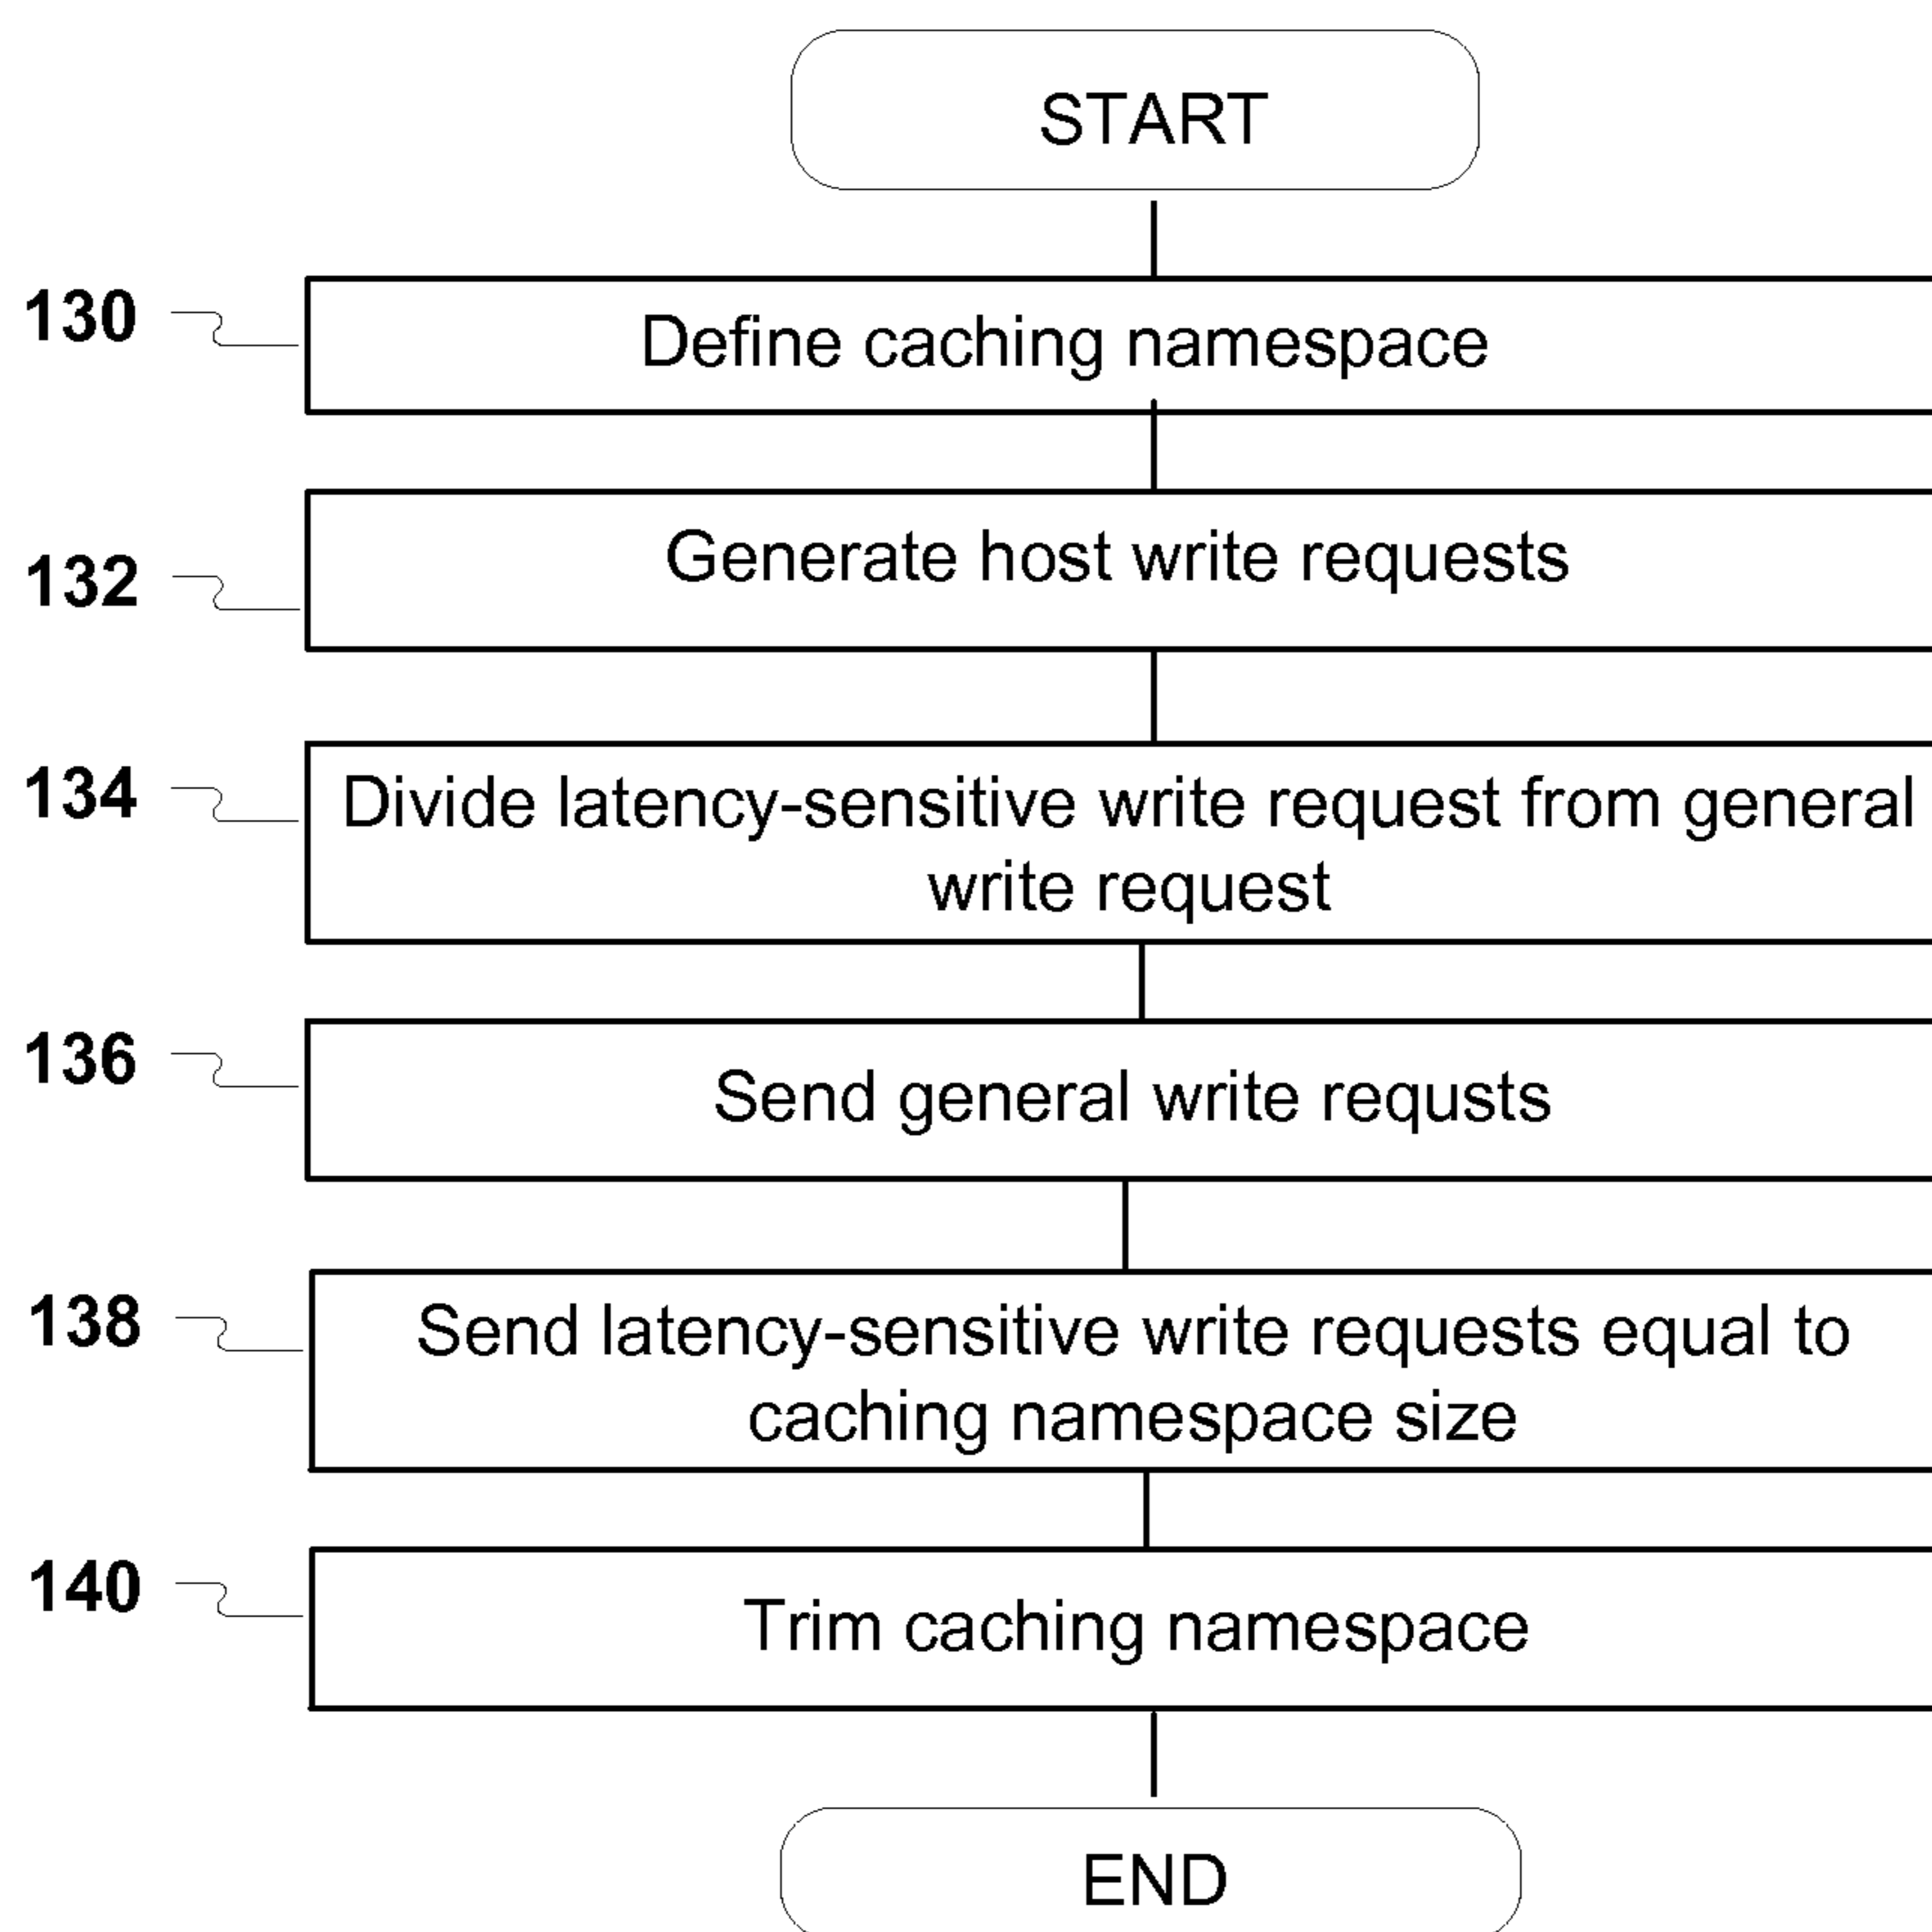 START
130
Define caching namespace
132
Generate host write requests
134
Divide latency-sensitive write request from general
write request
136
Send general write requsts
138
Send latency-sensitive write requests equal to
caching namespace size
140
Trim caching namespace
END